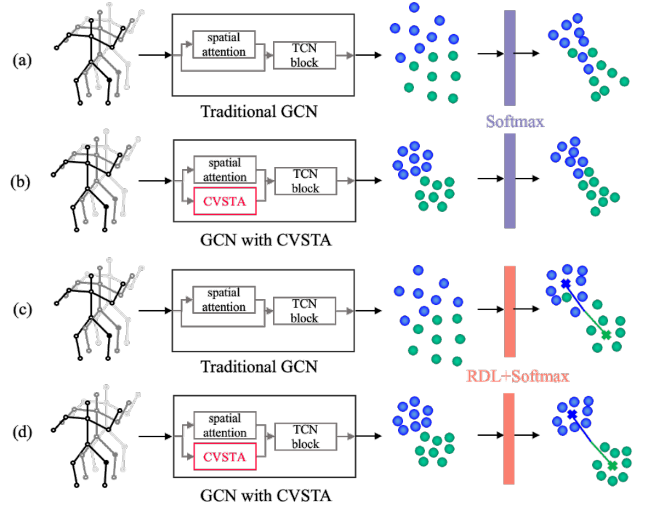 (a)
spatial
attention
TCN
block
Traditional GCN
Softmax
(b)
spatial
attention
CVSTA
TCN
block
GCN with CVSTA
(c)
spatial
attention
TCN
block
Traditional GCN
RDL+Softmax
(d)
spatial
attention
CVSTA
TCN
block
GCN with CVSTA